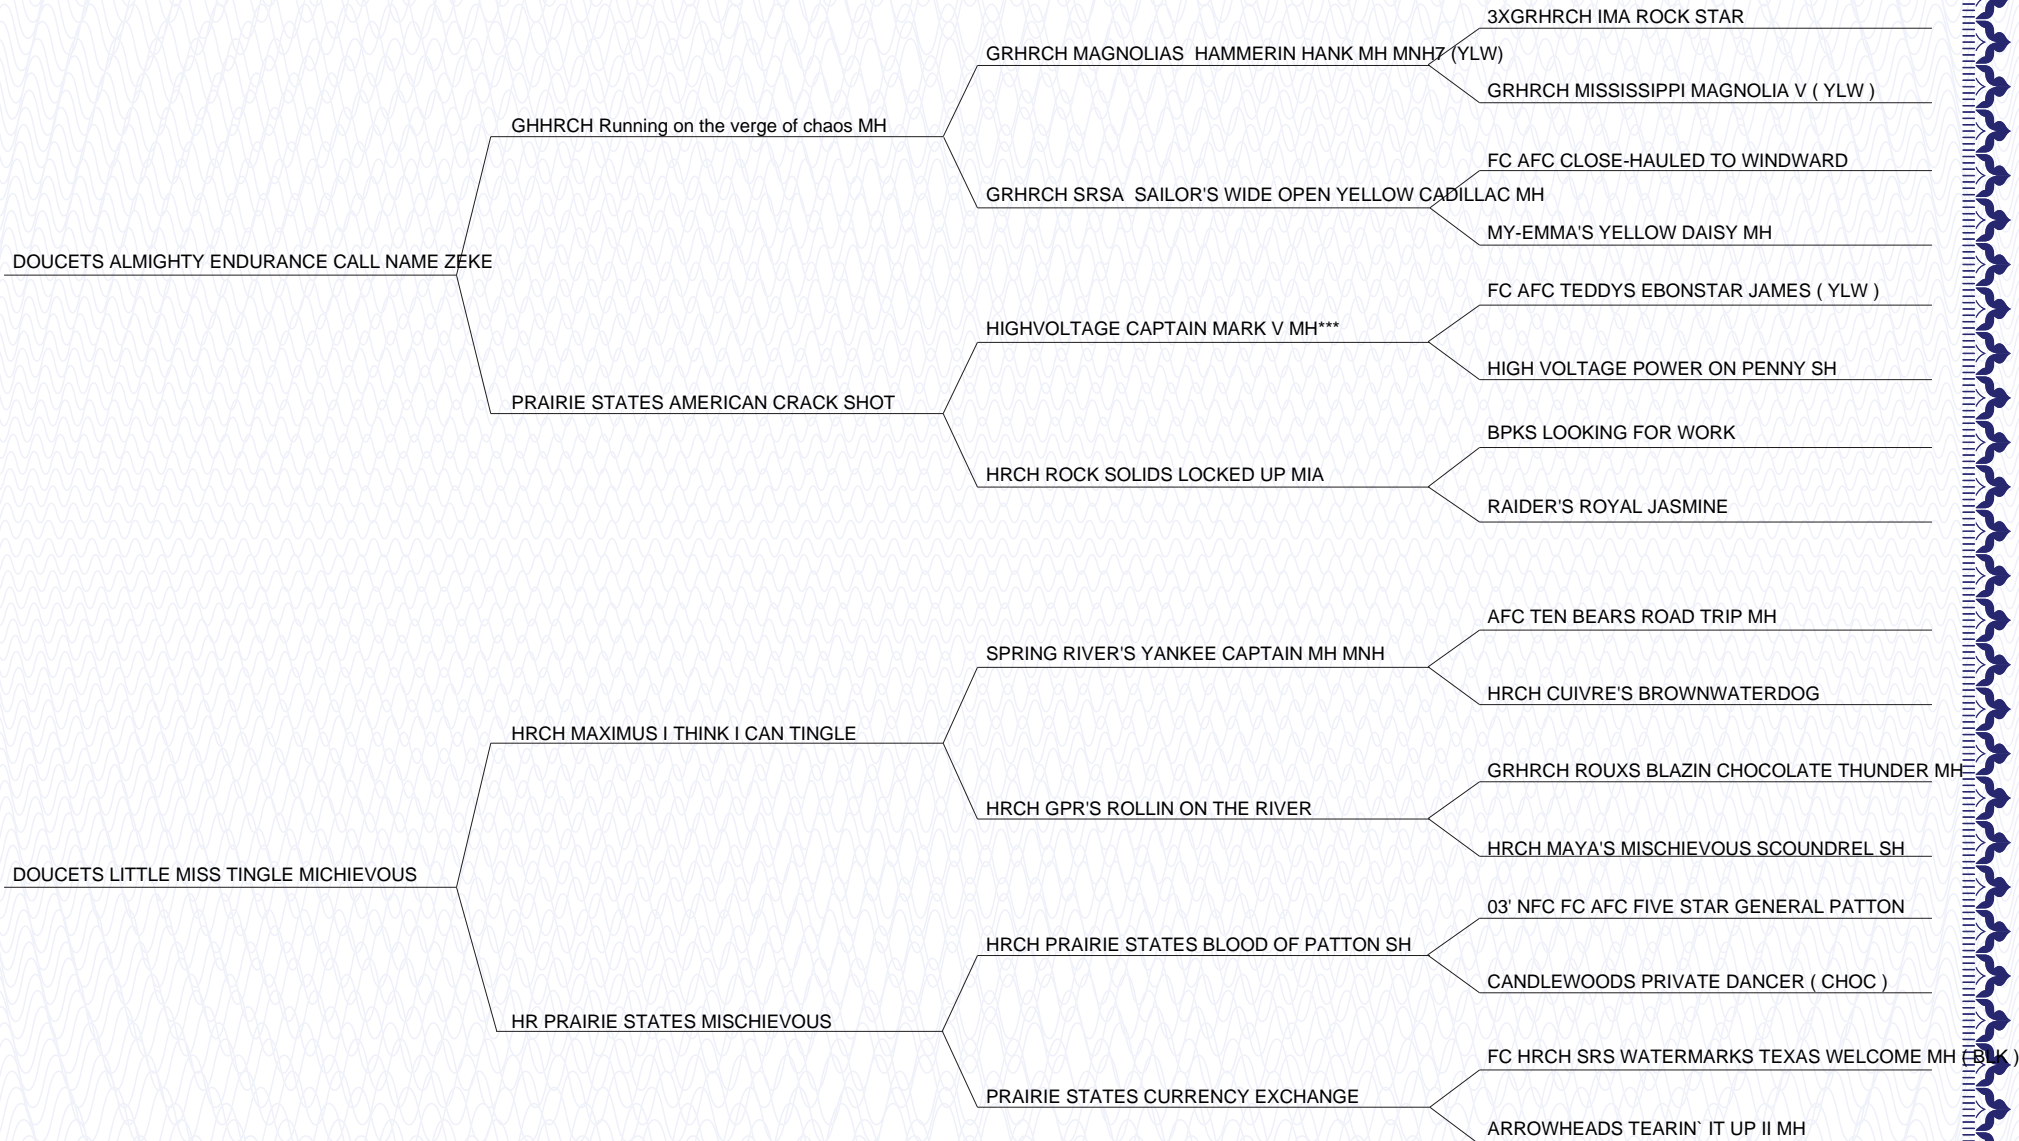 3XGRHRCH IMA ROCK STAR
GRHRCH MAGNOLIAS  HAMMERIN HANK MH MNH7 (YLW)
GRHRCH MISSISSIPPI MAGNOLIA V ( YLW )
GHHRCH Running on the verge of chaos MH
FC AFC CLOSE-HAULED TO WINDWARD
GRHRCH SRSA  SAILOR'S WIDE OPEN YELLOW CADILLAC MH
MY-EMMA'S YELLOW DAISY MH
DOUCETS ALMIGHTY ENDURANCE CALL NAME ZEKE
FC AFC TEDDYS EBONSTAR JAMES ( YLW )
HIGHVOLTAGE CAPTAIN MARK V MH***
HIGH VOLTAGE POWER ON PENNY SH
PRAIRIE STATES AMERICAN CRACK SHOT
BPKS LOOKING FOR WORK
HRCH ROCK SOLIDS LOCKED UP MIA
RAIDER'S ROYAL JASMINE
AFC TEN BEARS ROAD TRIP MH
SPRING RIVER'S YANKEE CAPTAIN MH MNH
HRCH CUIVRE'S BROWNWATERDOG
HRCH MAXIMUS I THINK I CAN TINGLE
GRHRCH ROUXS BLAZIN CHOCOLATE THUNDER MH
HRCH GPR'S ROLLIN ON THE RIVER
HRCH MAYA'S MISCHIEVOUS SCOUNDREL SH
DOUCETS LITTLE MISS TINGLE MICHIEVOUS
03' NFC FC AFC FIVE STAR GENERAL PATTON
HRCH PRAIRIE STATES BLOOD OF PATTON SH
CANDLEWOODS PRIVATE DANCER ( CHOC )
HR PRAIRIE STATES MISCHIEVOUS
FC HRCH SRS WATERMARKS TEXAS WELCOME MH ( BLK )
PRAIRIE STATES CURRENCY EXCHANGE
ARROWHEADS TEARIN` IT UP II MH